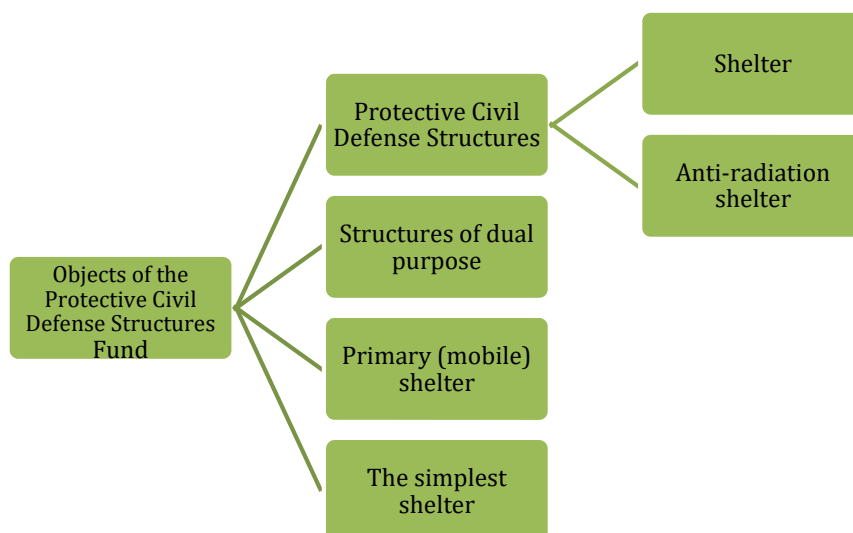 Objects of the
Protective Civil
Defense Structures
Fund
Protective Civil
Defense Structures
Structures of dual
purpose
Primary (mobile)
shelter
The simplest
shelter
Shelter
Anti-radiation
shelter